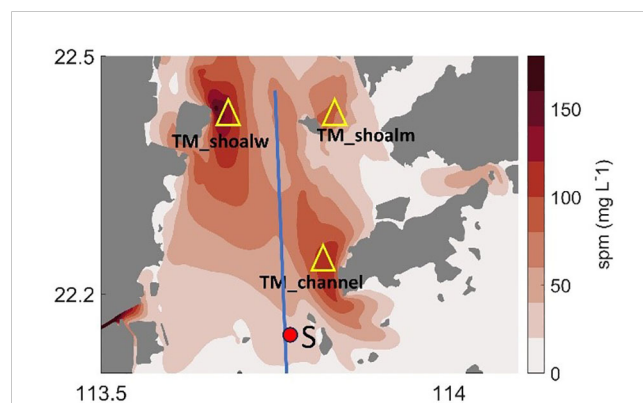 22.5
TM_shoalw
TM_shoalm
TM_channel
22.2
S
113.5
114
150
100
50
0
spm (mg L-1)